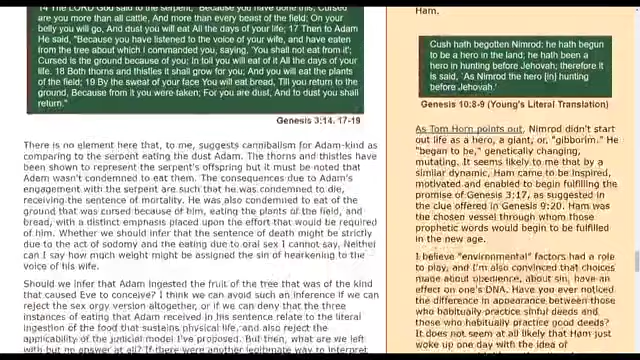 14 The LORD God said to the serpent, "Because you have done this, Cursed
are you more than all cattle, And more than every beast of the field; On your
belly you will go, And dust you will eat All the days of your life; 17 Then to Adam
He said, "Because you have listened to the voice of your wife, and have eaten
from the tree about which I commanded you, saying, 'You shall not eat from it';
Cursed is the ground because of you; In toil you will eat of it All the days of your
life. 18 Both thorns and thistles it shall grow for you; And you will eat the plants
of the field; 19 By the sweat of your face You will eat bread, Till you return to the
ground, Because from it you were taken; For you are dust, And to dust you shall
return."
Genesis 3:14. 17-19
There is no element here that, to me, suggests cannibalism for Adam-kind as
comparing to the serpent eating the dust Adam. The thorns and thistles have
been shown to represent the serpent's offspring but it must be noted
that Adam wasn't condemned to eat them. The consequences due to Adam's
engagement with the serpent are such that he was condemned to die,
receiving the sentence of mortality. He was also condemned to eat of the
ground that was cursed because of him, eating the plants of the field, and
bread, with a distinct emphasis placed upon the effort that would be required
of him. Whether we should infer that the sentence of death might be strictly
due to the act of sodomy and the eating due to oral sex I cannot say. Neither
can I say how much weight might be assigned the sin of hearkening to the
voice of his wife.
Should we infer that Adam ingested the fruit of the tree that was of the kind
that caused Eve to conceive? I think we can avoid such an inference if we can
reject the sex orgy version altogether, or if we can deny that the three
instances of eating that Adam received in his sentence relate to the literal
ingestion of the food that sustains physical life, and also reject the
applicability of the judicial model I've proposed. But then, what are we left
with but no answer at all? If there were another legitimate way to interpret
Ham.
Cush hath begotten Nimrod; he hath begun
to be a hero in the land; he hath been a
hero in hunting before Jehovah; therefore it
is said, 'As Nimrod the hero [in] hunting
before Jehovah.'
Genesis 10:8-9 (Young's Literal Translation)
As Tom Horn points out, Nimrod didn't start
out life as a hero, a giant, or, "gibborim." He
"began to be," genetically changing,
mutating. It seems likely to me that by a
similar dynamic, Ham came to be inspired,
motivated and enabled to begin fulfilling the
promise of Genesis 3:17, as suggested in
the clue offered in Genesis 9:20. Ham was
the chosen vessel through whom those
prophetic words would begin to be fulfilled
in the new age.
I believe "environmental" factors had a role
to play, and I'm also convinced that choices
made about obedience, about sin, have an
effect on one's DNA. Have you ever noticed
the difference in appearance between those
who habitually practice sinful deeds and
those who habitually practice good deeds?
It does not seem at all likely that Ham just
woke up one day with the idea of